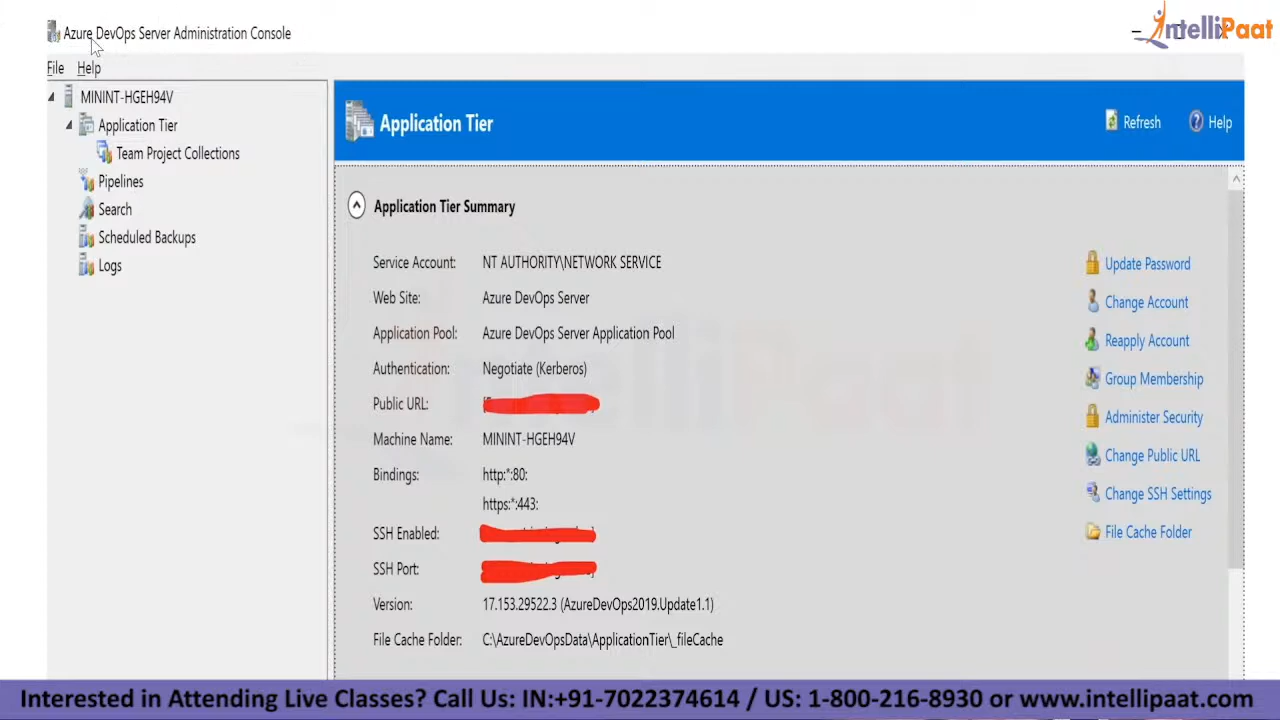 Azure DevOps Server Administration Console
IntelliPaat
File Help
MININT-HGEH94V
Application Tier
Team Project Collections
Pipelines
Search
Scheduled Backups
Logs
Application Tier
Refresh Help
Application Tier Summary
Service Account: NT AUTHORITY\NETWORK SERVICE
Web Site: Azure DevOps Server
Application Pool: Azure DevOps Server Application Pool
Authentication: Negotiate (Kerberos)
Public URL:
Machine Name: MININT-HGEH94V
Bindings: http:*:80:
https:*:443:
SSH Enabled:
SSH Port:
Version: 17.153.29522.3 (AzureDevOps2019.Update1.1)
File Cache Folder: C:\AzureDevOpsData\ApplicationTier\_fileCache
Update Password
Change Account
Reapply Account
Group Membership
Administer Security
Change Public URL
Change SSH Settings
File Cache Folder
IntelliPaat
Interested in Attending Live Classes? Call Us: IN:+91-7022374614 / US: 1-800-216-8930 or www.intellipaat.com